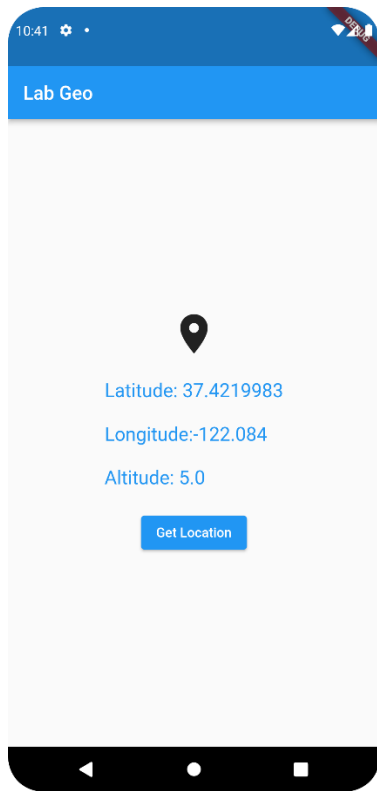 10:41
DEBUG
Lab Geo
Latitude: 37.4219983
Longitude:-122.084
Altitude: 5.0
Get Location